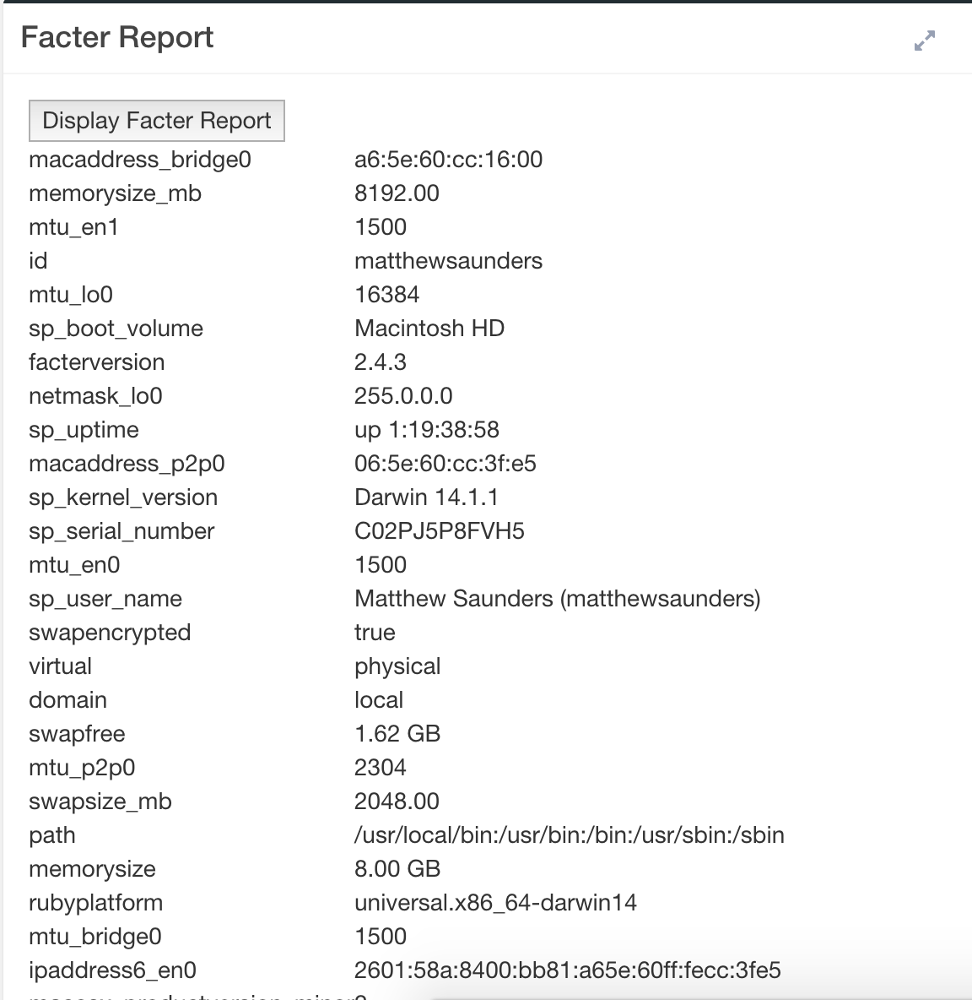 Facter Report
Display Facter Report
macaddress_bridge0 a6:5e:60:cc:16:00
memorysize_mb 8192.00
mtu_en1 1500
id matthewsaunders
mtu_lo0 16384
sp_boot_volume Macintosh HD
facterversion 2.4.3
netmask_lo0 255.0.0.0
sp_uptime up 1:19:38:58
macaddress_p2p0 06:5e:60:cc:3f:e5
sp_kernel_version Darwin 14.1.1
sp_serial_number C02PJ5P8FVH5
mtu_en0 1500
sp_user_name Matthew Saunders (matthewsaunders)
swapencrypted true
virtual physical
domain local
swapfree 1.62 GB
mtu_p2p0 2304
swapsize_mb 2048.00
path /usr/local/bin:/usr/bin:/bin:/usr/sbin:/sbin
memorysize 8.00 GB
rubyplatform universal.x86_64-darwin14
mtu_bridge0 1500
ipaddress6_en0 2601:58a:8400:bb81:a65e:60ff:fecc:3fe5